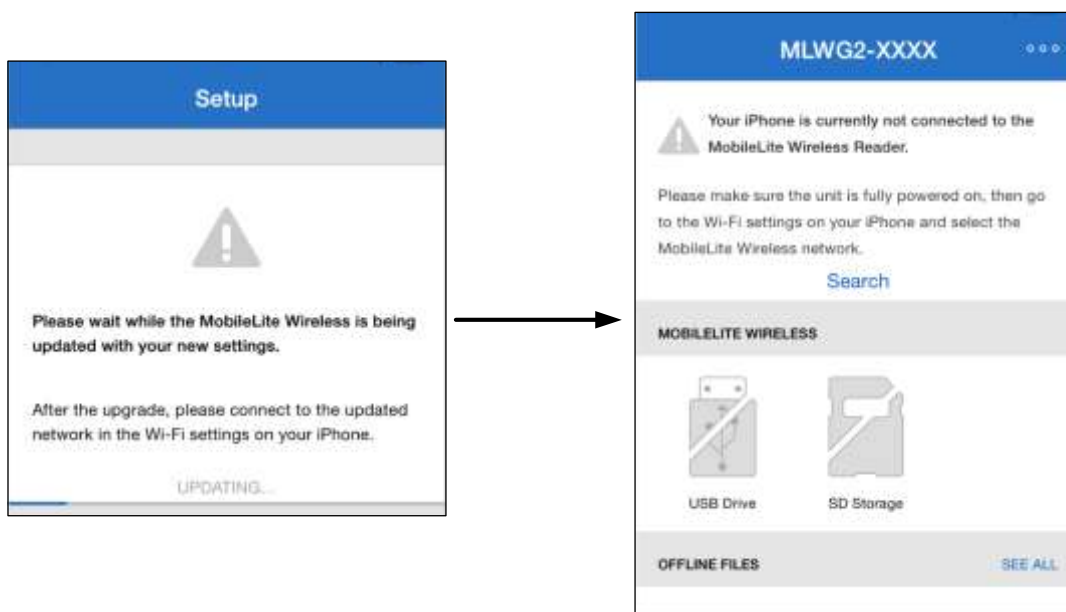 Setup
Please wait while the MobileLite Wireless is being
updated with your new settings.
After the upgrade, please connect to the updated
network in the Wi-Fi settings on your iPhone.
UPDATING...
MLWG2-XXXX
Your iPhone is currently not connected to the
MobileLite Wireless Reader.
Please make sure the unit is fully powered on, then go
to the Wi-Fi settings on your iPhone and select the
MobileLite Wireless network.
Search
MOBILELITE WIRELESS
USB Drive
SD Storage
OFFLINE FILES
SEE ALL